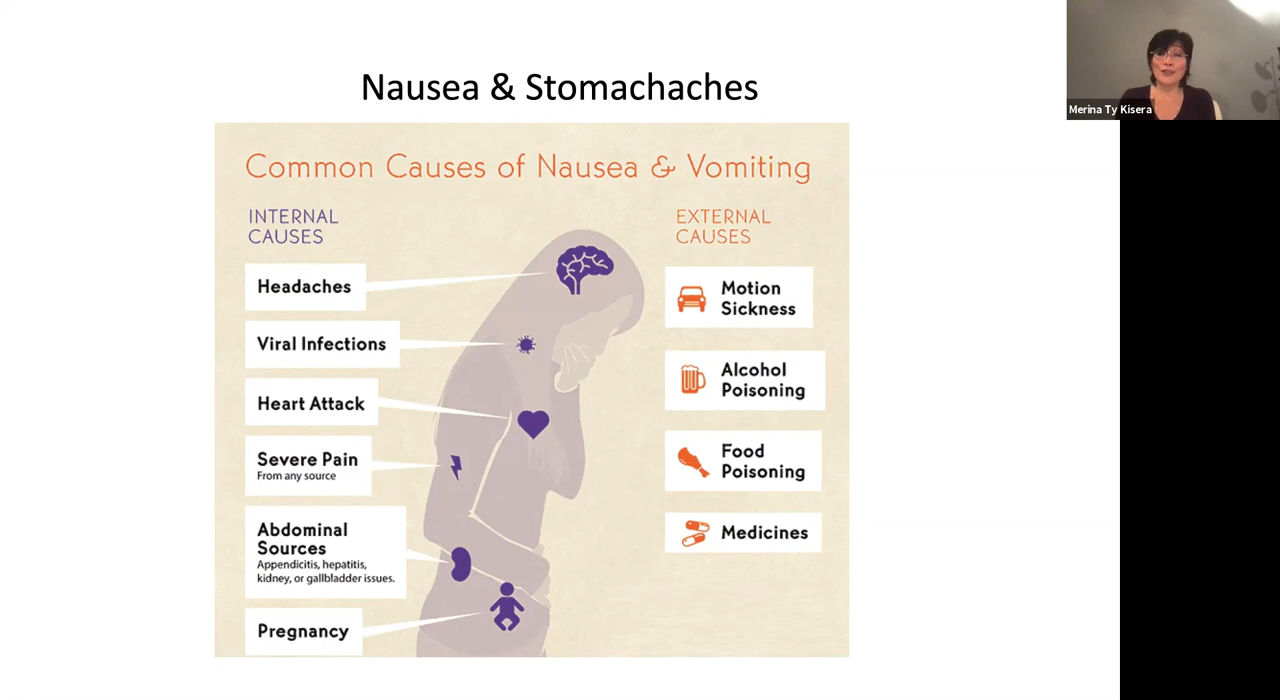 Nausea & Stomachaches
Merina Ty Kisera
Common Causes of Nausea & Vomiting
INTERNAL
CAUSES
Headaches
Viral Infections
Heart Attack
Severe Pain
From any source
Abdominal
Sources
Appendicitis, hepatitis,
kidney, or gallbladder issues.
Pregnancy
EXTERNAL
CAUSES
Motion
Sickness
Alcohol
Poisoning
Food
Poisoning
Medicines